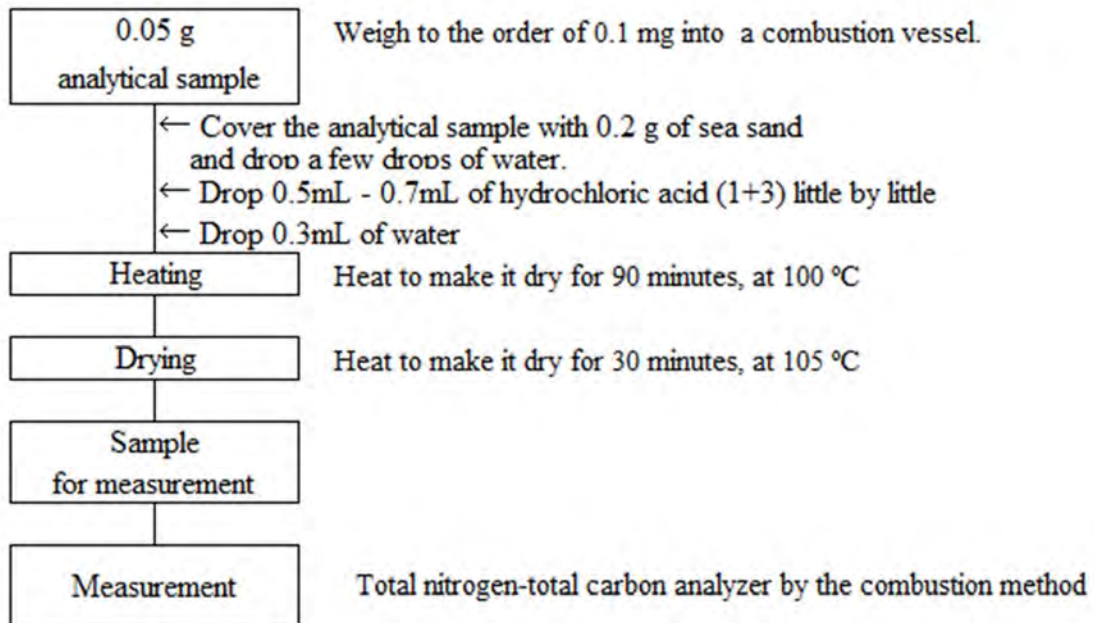 0.05 g
analytical sample
Weigh to the order of 0.1 mg into a combustion vessel.
← Cover the analytical sample with 0.2 g of sea sand
and drop a few drops of water.
← Drop 0.5mL - 0.7mL of hydrochloric acid (1+3) little by little
← Drop 0.3mL of water
Heating
Heat to make it dry for 90 minutes, at 100 ºC
Drying
Heat to make it dry for 30 minutes, at 105 ºC
Sample
for measurement
Measurement
Total nitrogen-total carbon analyzer by the combustion method